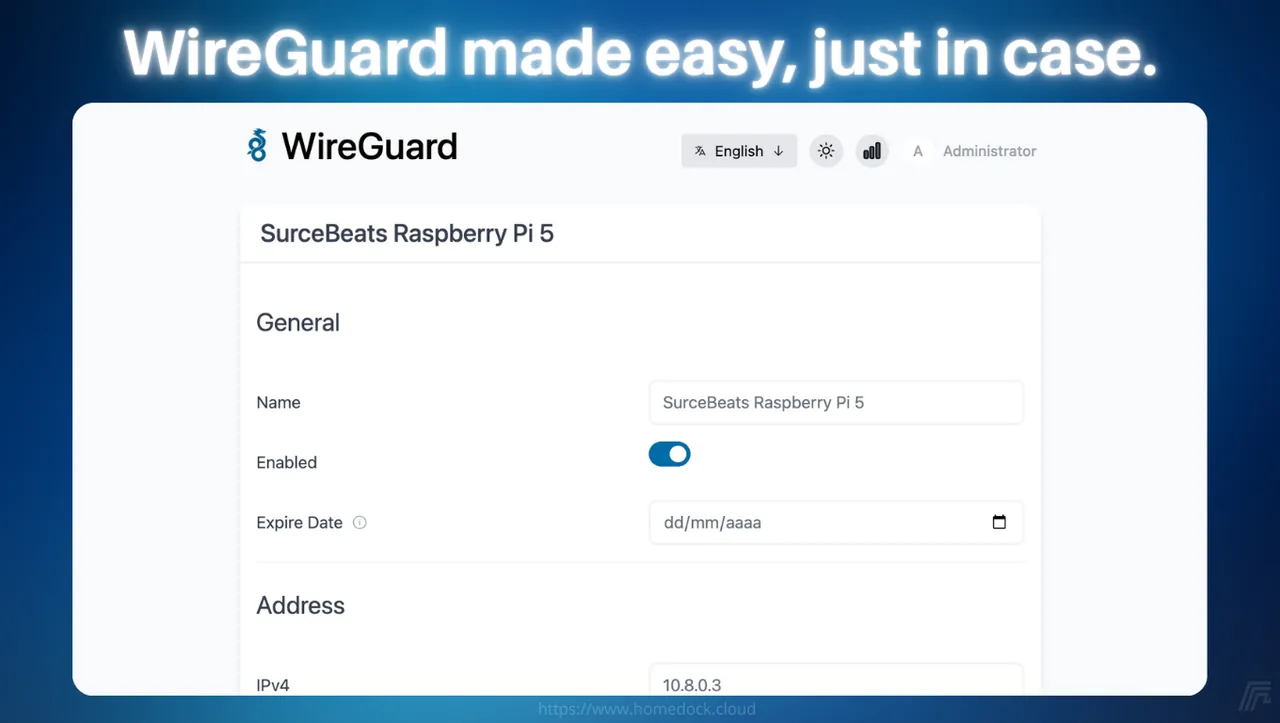 WireGuard made easy, just in case.
WireGuard
English
A
Administrator
SurceBeats Raspberry Pi 5
General
Name
SurceBeats Raspberry Pi 5
Enabled
Expire Date
dd/mm/aaaa
Address
IPv4
10.8.0.3
https://www.homedock.cloud